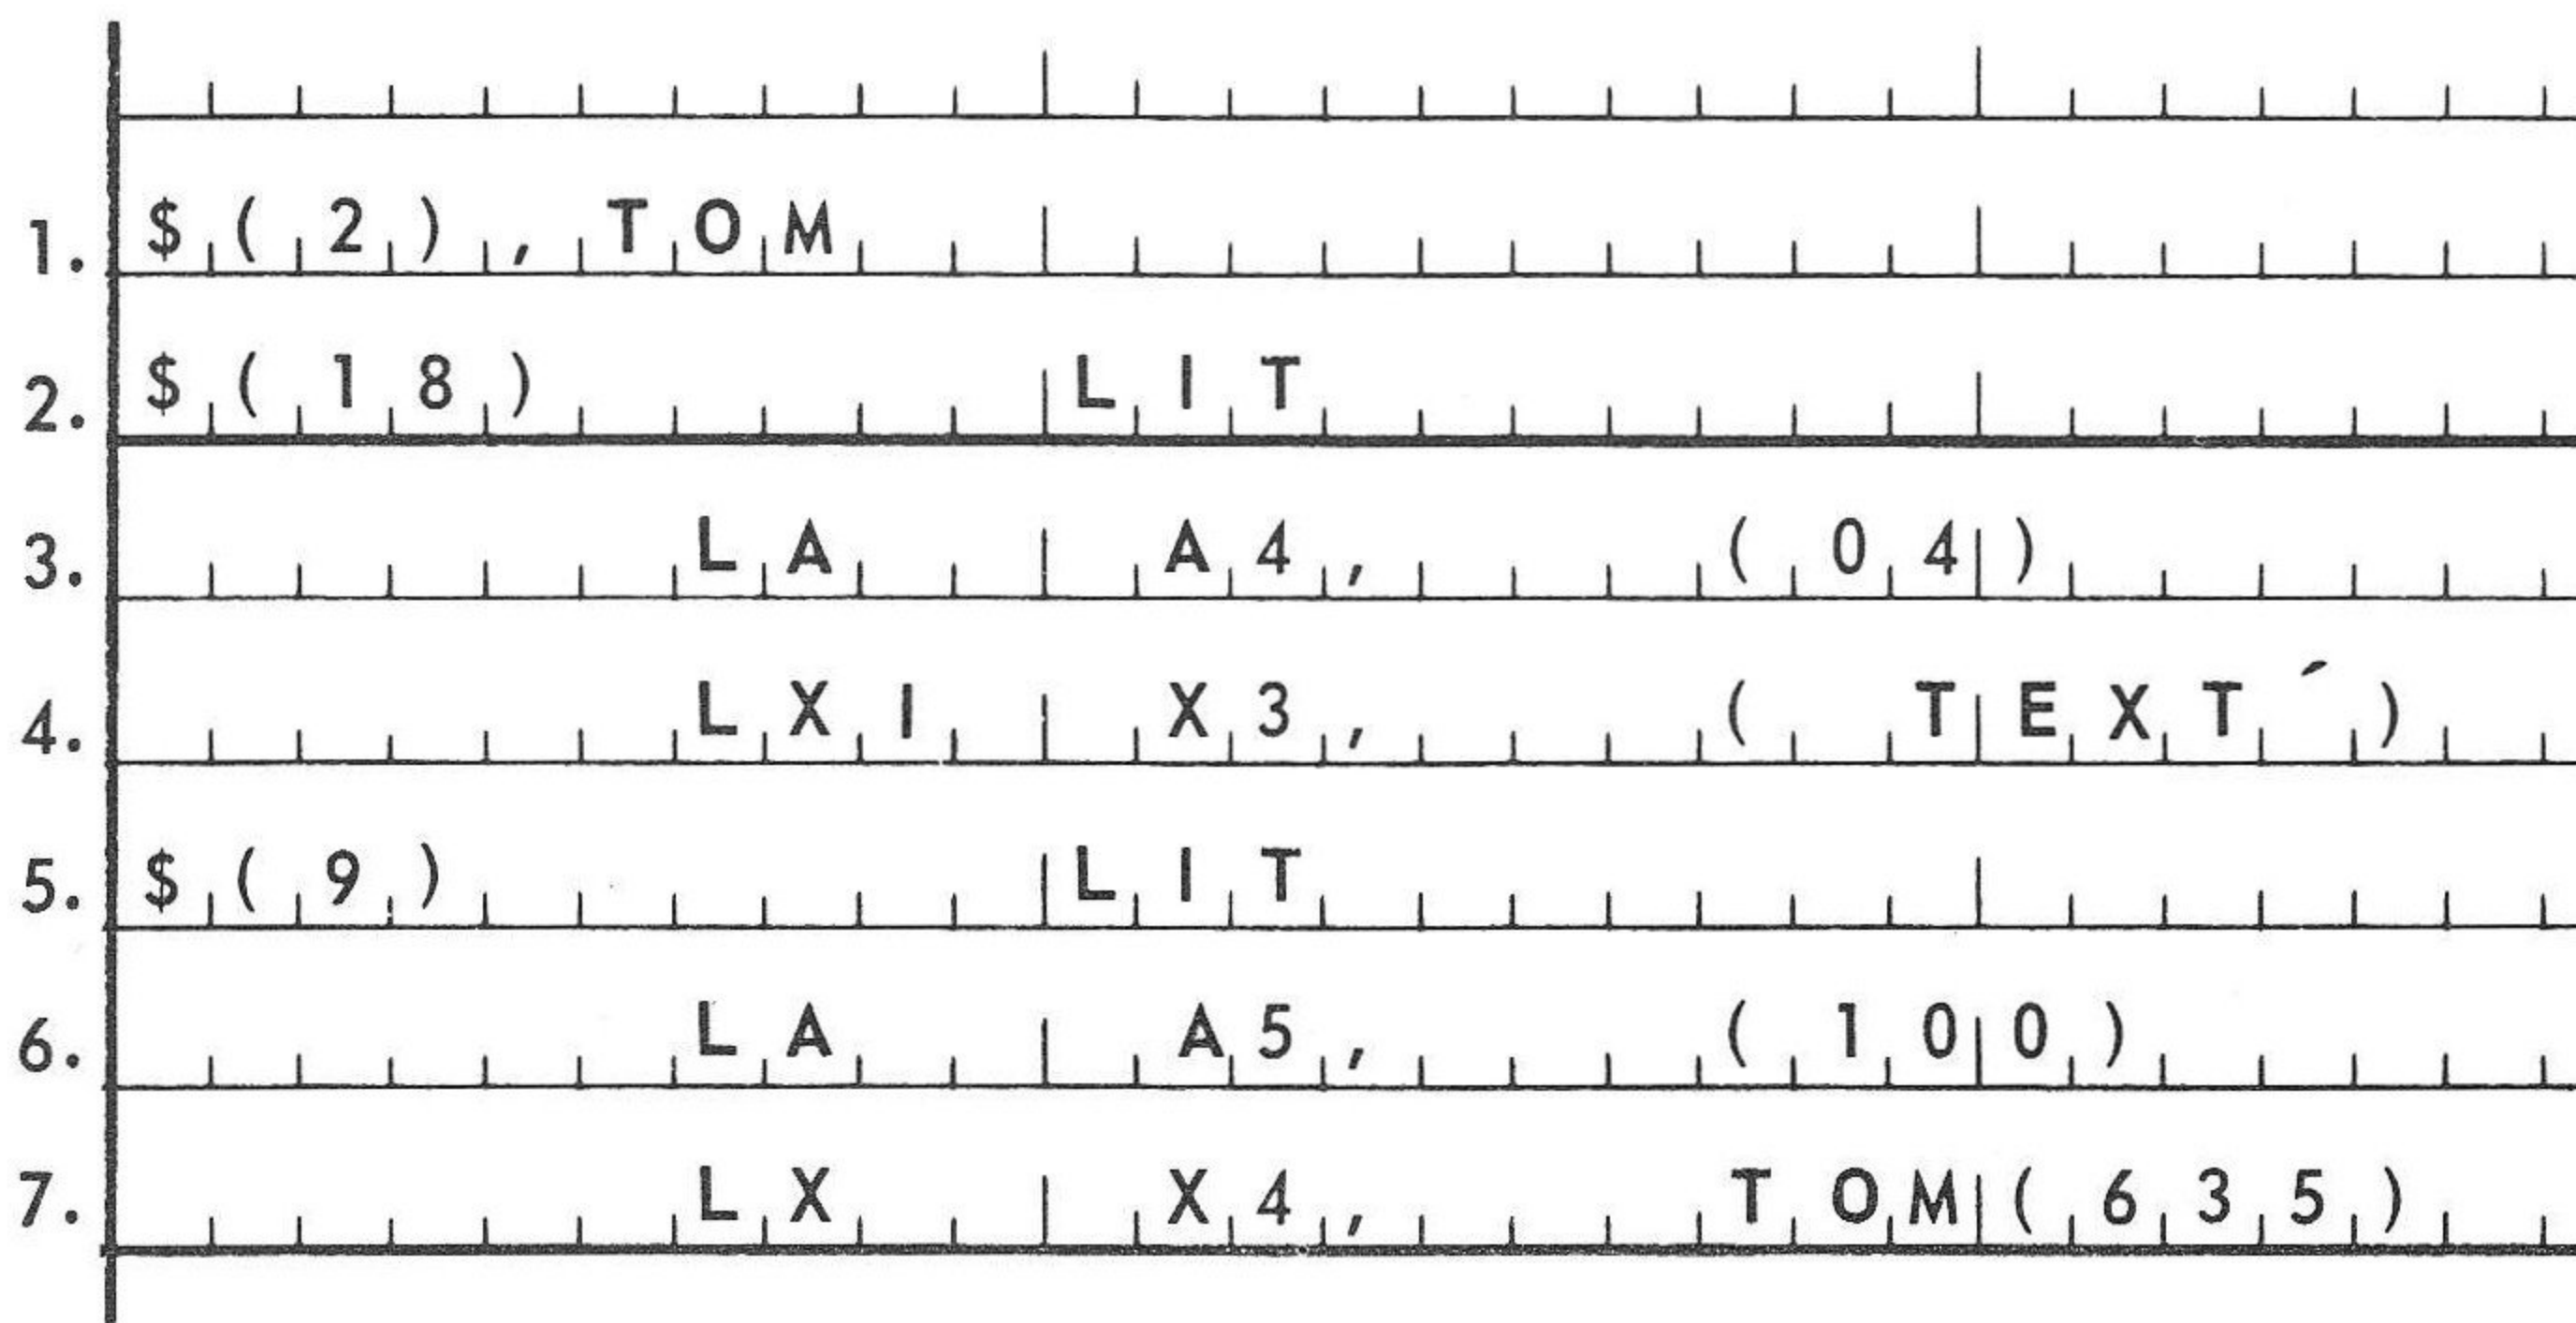 1. $(2),TOM
2. $(18) LIT
3. LA A4, (04)
4. LXI X3, ( TEXT´)
5. $(9) LIT
6. LA A5, (100)
7. LX X4, TOM(635)